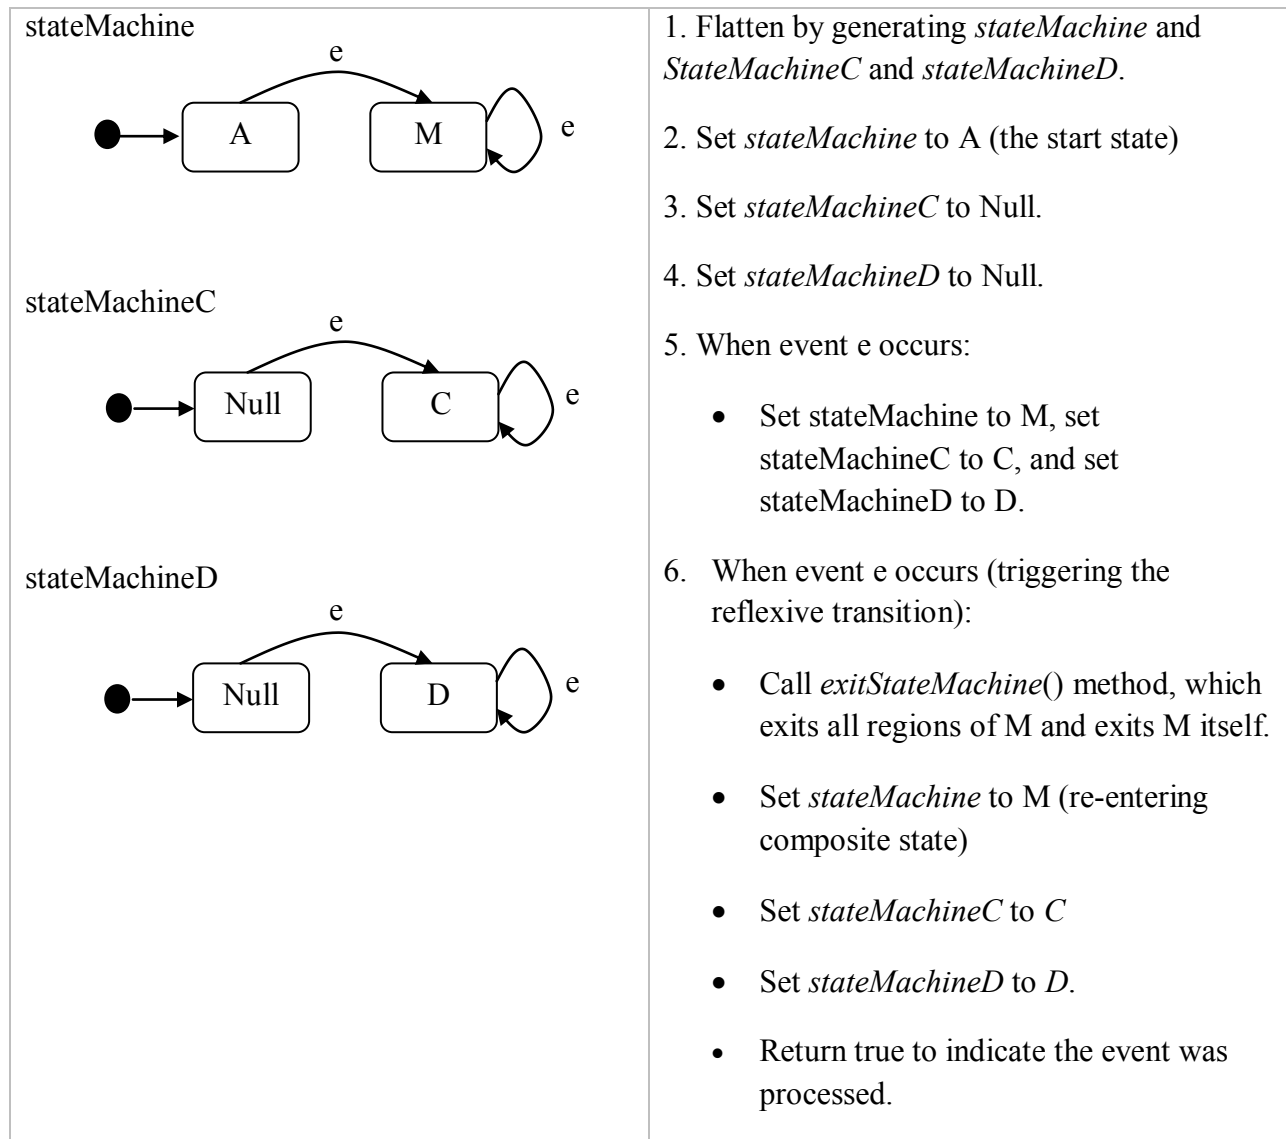 stateMachine
e
A
M
e
stateMachineC
e
Null
C
e
stateMachineD
e
Null
D
e
1. Flatten by generating stateMachine and
StateMachineC and stateMachineD.
2. Set stateMachine to A (the start state)
3. Set stateMachineC to Null.
4. Set stateMachineD to Null.
5. When event e occurs:
• Set stateMachine to M, set
stateMachineC to C, and set
stateMachineD to D.
6. When event e occurs (triggering the
reflexive transition):
• Call exitStateMachine() method, which
exits all regions of M and exits M itself.
• Set stateMachine to M (re-entering
composite state)
• Set stateMachineC to C
• Set stateMachineD to D.
• Return true to indicate the event was
processed.